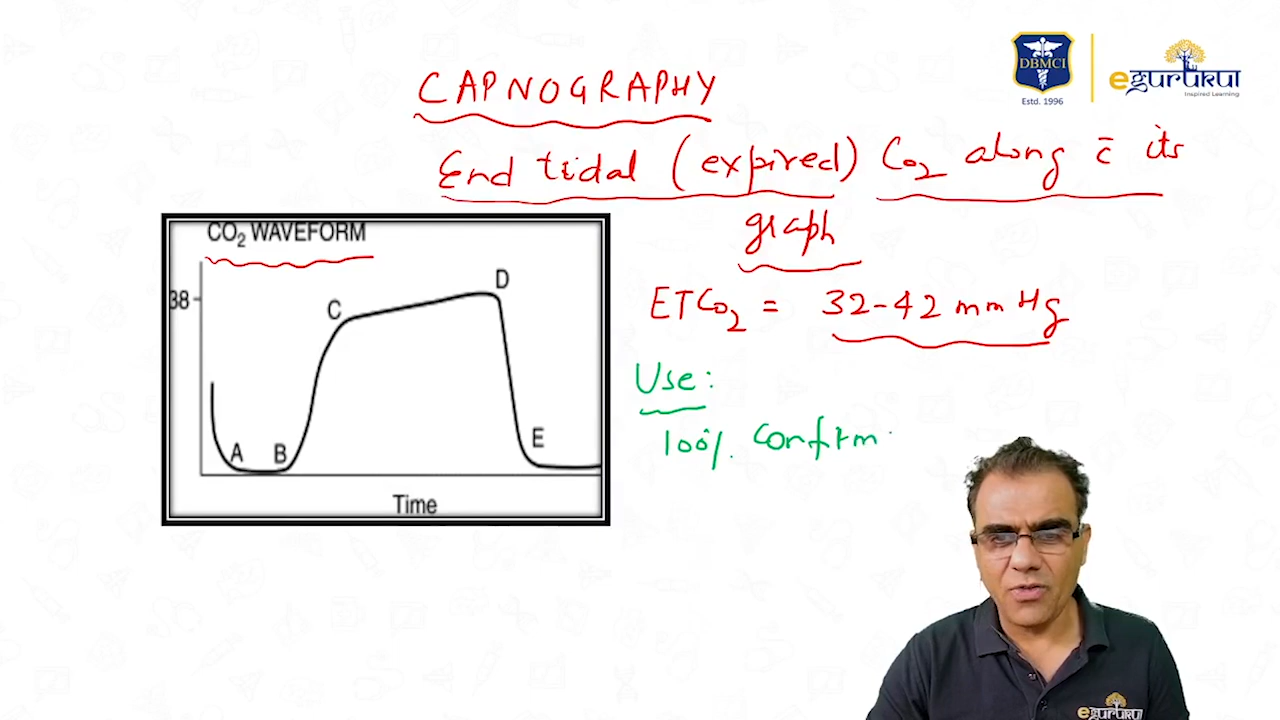 DBMCI
Estd. 1996
egurukul
Inspired Learning
CAPNOGRAPHY
End tidal (expired) CO2 along c̄ its
graph
CO2 WAVEFORM
38
A
B
C
D
E
Time
ETCO2 = 32-42 mm Hg
Use:
100% confirm
egurukul